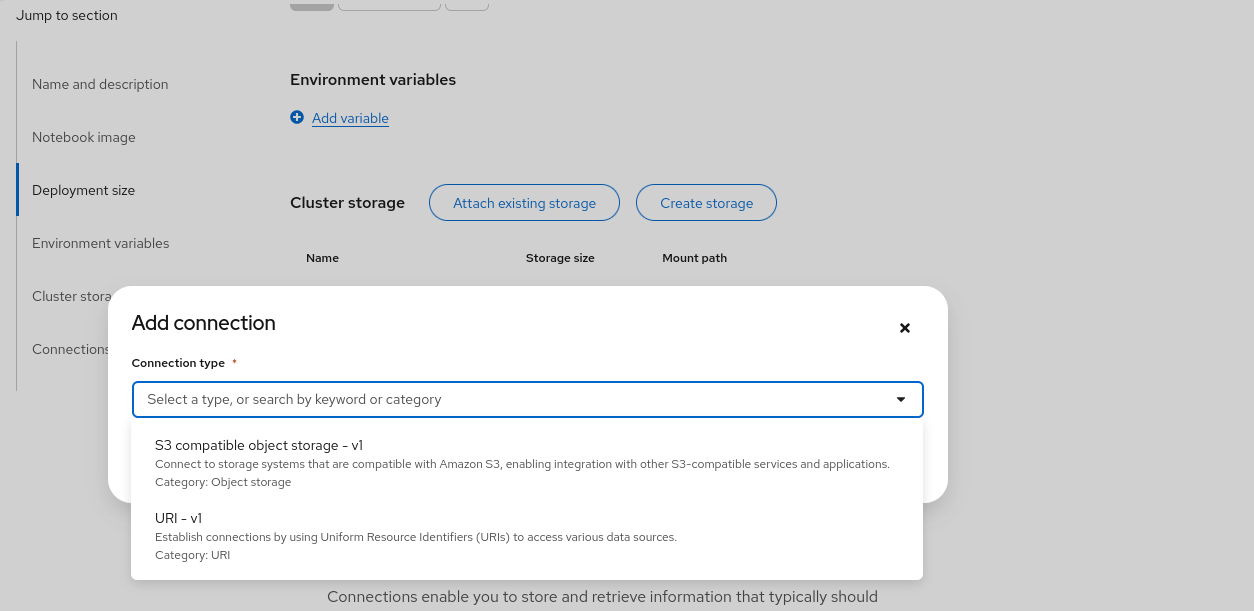 Jump to section
Name and description
Notebook image
Deployment size
Environment variables
Cluster stora
Connections
Environment variables
Add variable
Cluster storage
Attach existing storage
Create storage
Name Storage size Mount path
Add connection
Connection type *
Select a type, or search by keyword or category
S3 compatible object storage - v1
Connect to storage systems that are compatible with Amazon S3, enabling integration with other S3-compatible services and applications.
Category: Object storage
URI - v1
Establish connections by using Uniform Resource Identifiers (URIs) to access various data sources.
Category: URI
Connections enable you to store and retrieve information that typically should